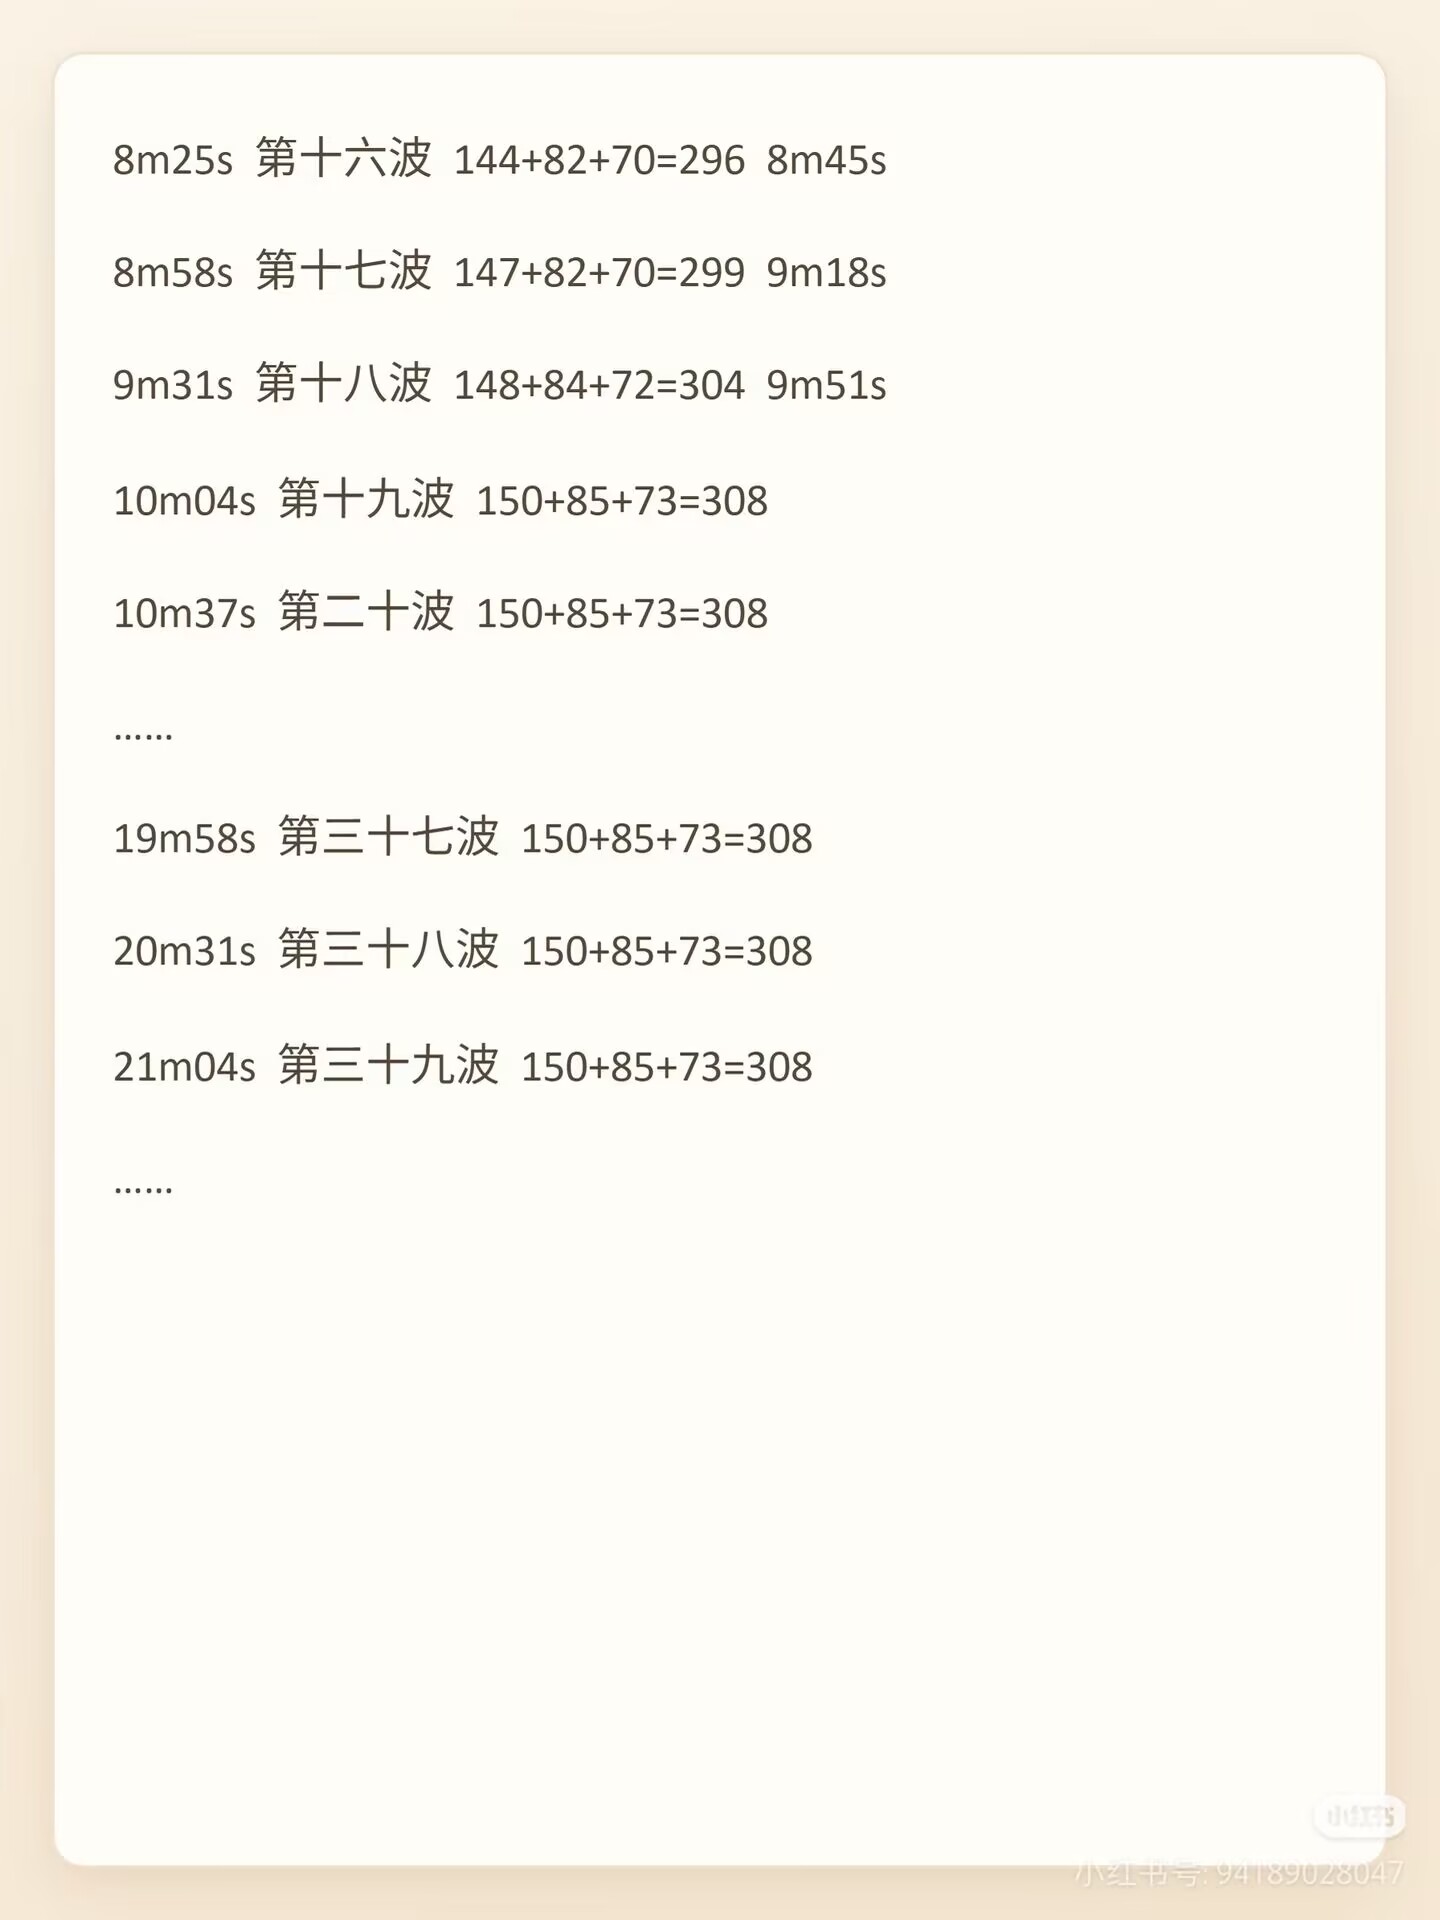 8m25s 第十六波 144+82+70=296 8m45s
8m58s 第十七波 147+82+70=299 9m18s
9m31s 第十八波 148+84+72=304 9m51s
10m04s 第十九波 150+85+73=308
10m37s 第二十波 150+85+73=308
……
19m58s 第三十七波 150+85+73=308
20m31s 第三十八波 150+85+73=308
21m04s 第三十九波 150+85+73=308
……
小红书号: 94189028047